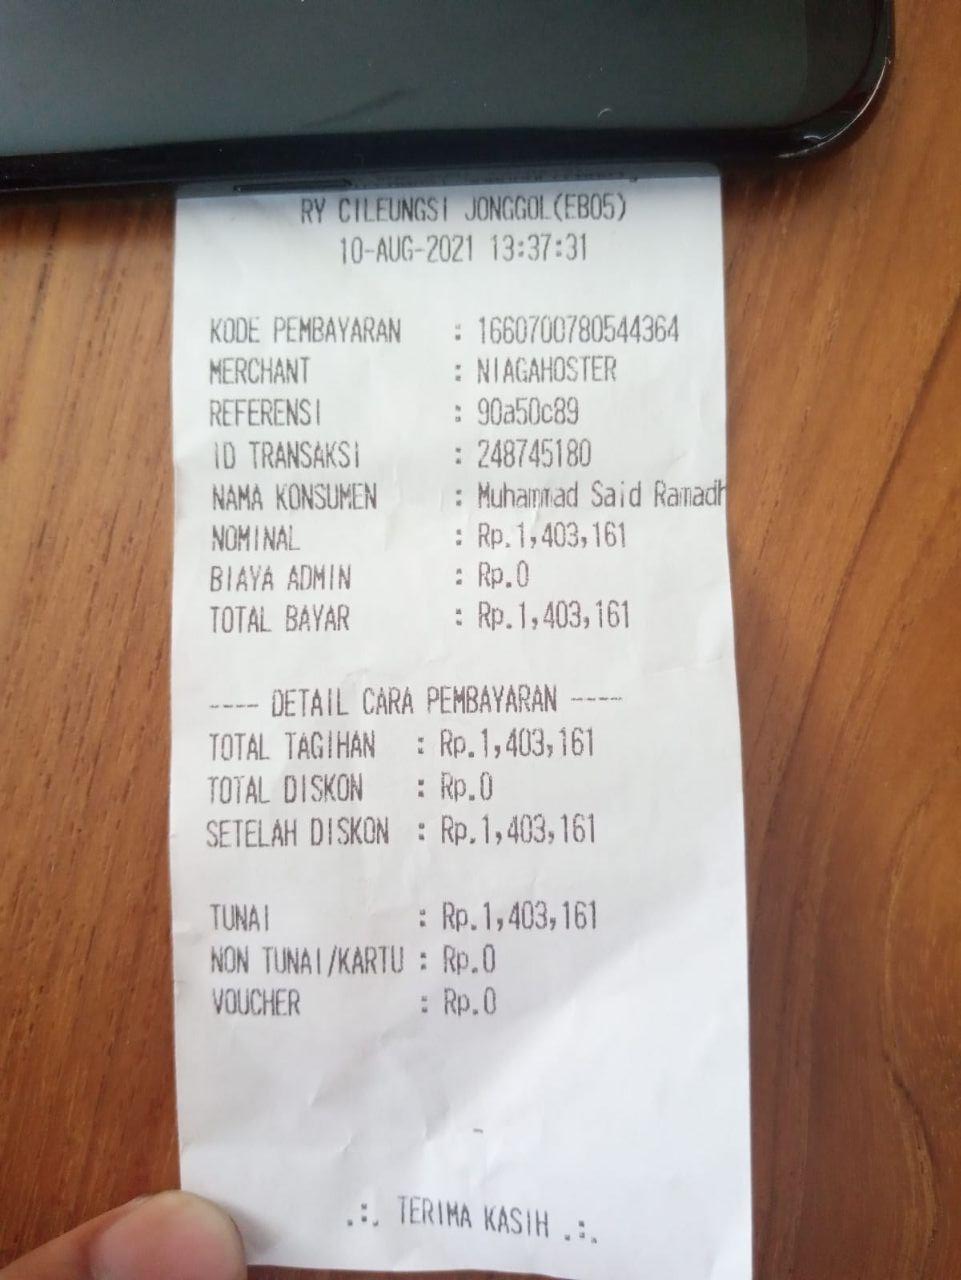 RY CILEUNGSI JONGGOL(EB05)
10-AUG-2021 13:37:31
KODE PEMBAYARAN : 1660700780544364
MERCHANT : NIAGAHOSTER
REFERENSI : 90a50c89
ID TRANSAKSI : 248745180
NAMA KONSUMEN : Muhammad Said Ramadh
NOMINAL : Rp.1,403,161
BIAYA ADMIN : Rp.0
TOTAL BAYAR : Rp.1,403,161
---- DETAIL CARA PEMBAYARAN ----
TOTAL TAGIHAN : Rp.1,403,161
TOTAL DISKON : Rp.0
SETELAH DISKON : Rp.1,403,161
TUNAI : Rp.1,403,161
NON TUNAI/KARTU : Rp.0
VOUCHER : Rp.0
-
.:. TERIMA KASIH .:.